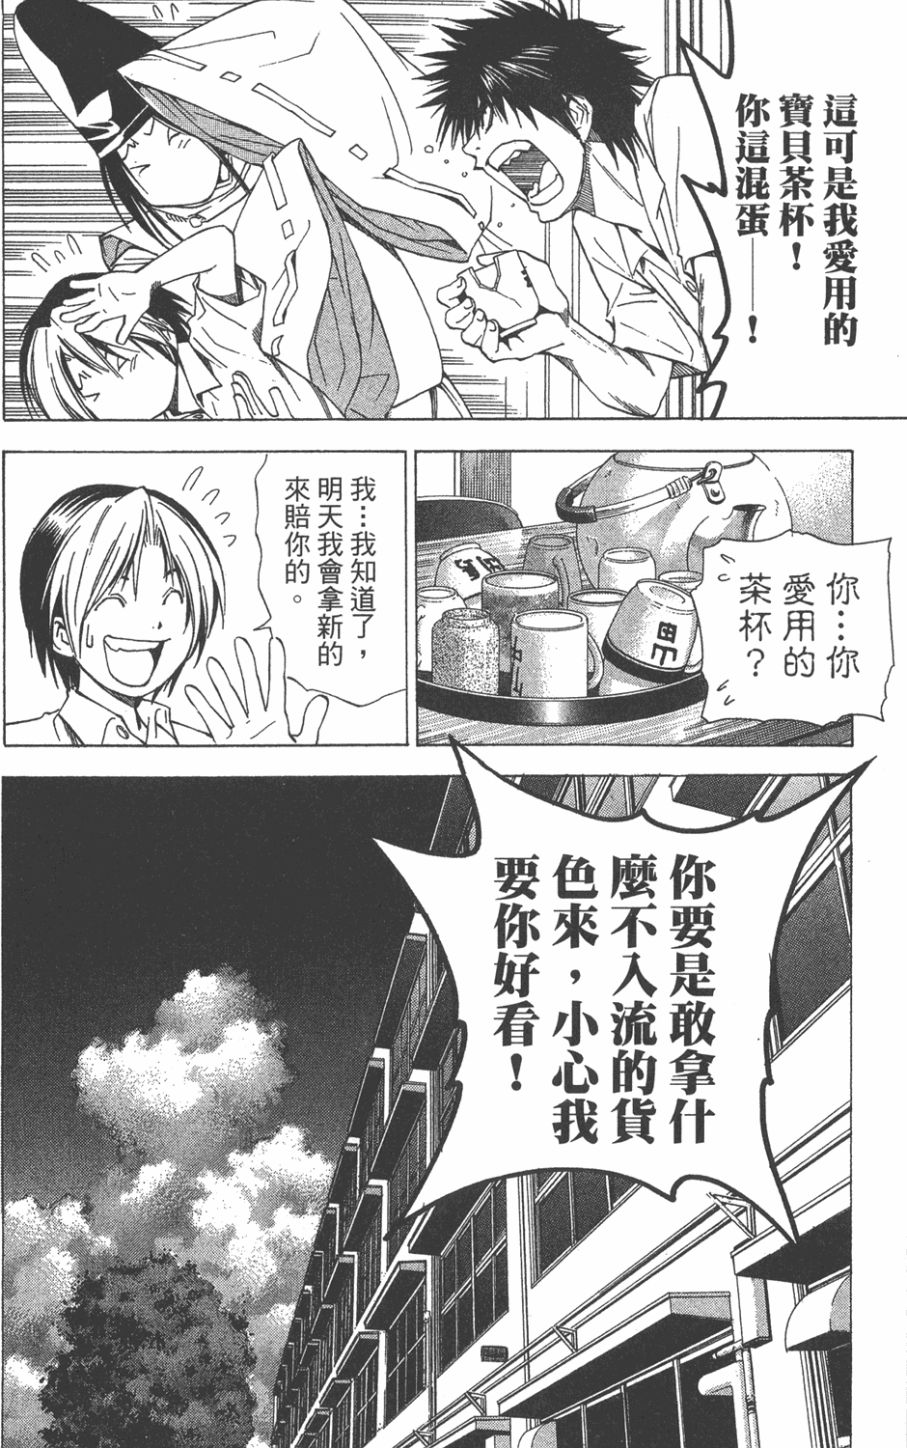 這可是我愛用的
寶貝茶杯！
你這混蛋——！
你…你
愛用的
茶杯？
我…我知道了，
明天我會拿新的
來賠你的。
你要是敢拿什
麼不入流的貨
色來，小心我
要你好看！